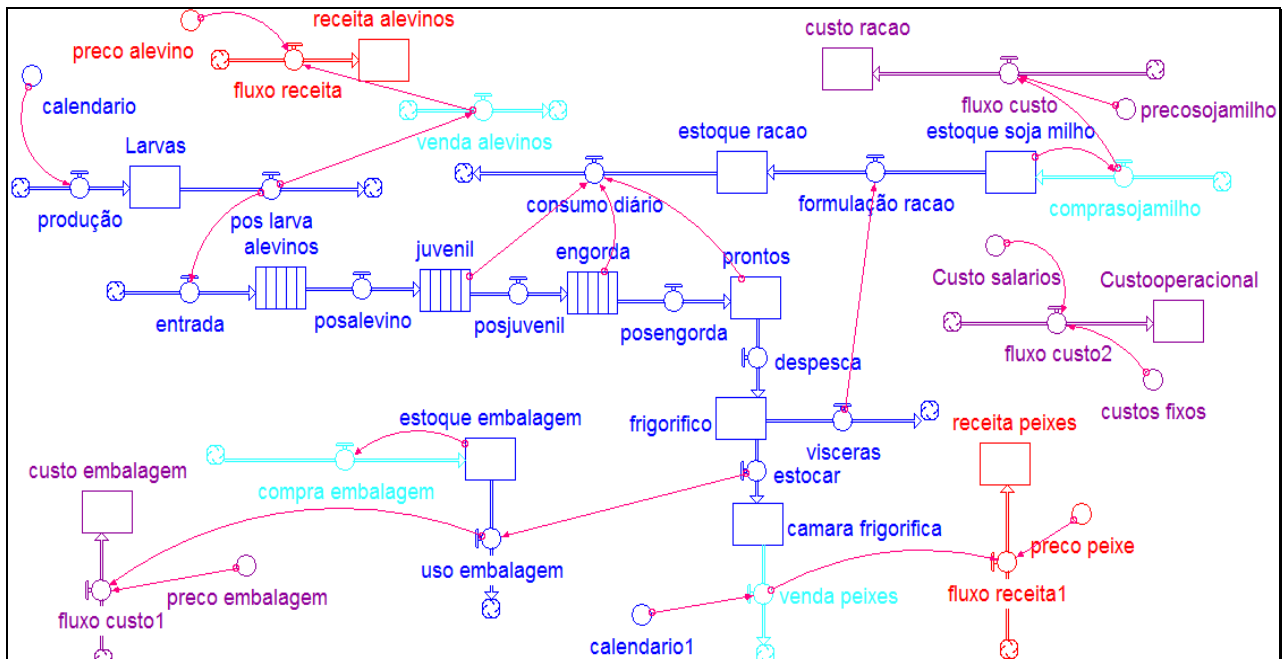 receita alevinos
custo racao
preco alevino
fluxo receita
fluxo custo
precosojamilho
calendario
venda alevinos
estoque racao
estoque soja milho
Larvas
produção
pos larva
consumo diário
formulação racao
comprasojamilho
alevinos
juvenil
engorda
prontos
Custo salarios
Custooperacional
entrada
posalevino
posjuvenil
posengorda
fluxo custo2
despesca
custos fixos
estoque embalagem
frigorifico
visceras
receita peixes
custo embalagem
compra embalagem
estocar
camara frigorifica
preco peixe
uso embalagem
preco embalagem
venda peixes
fluxo receita1
fluxo custo1
calendario1